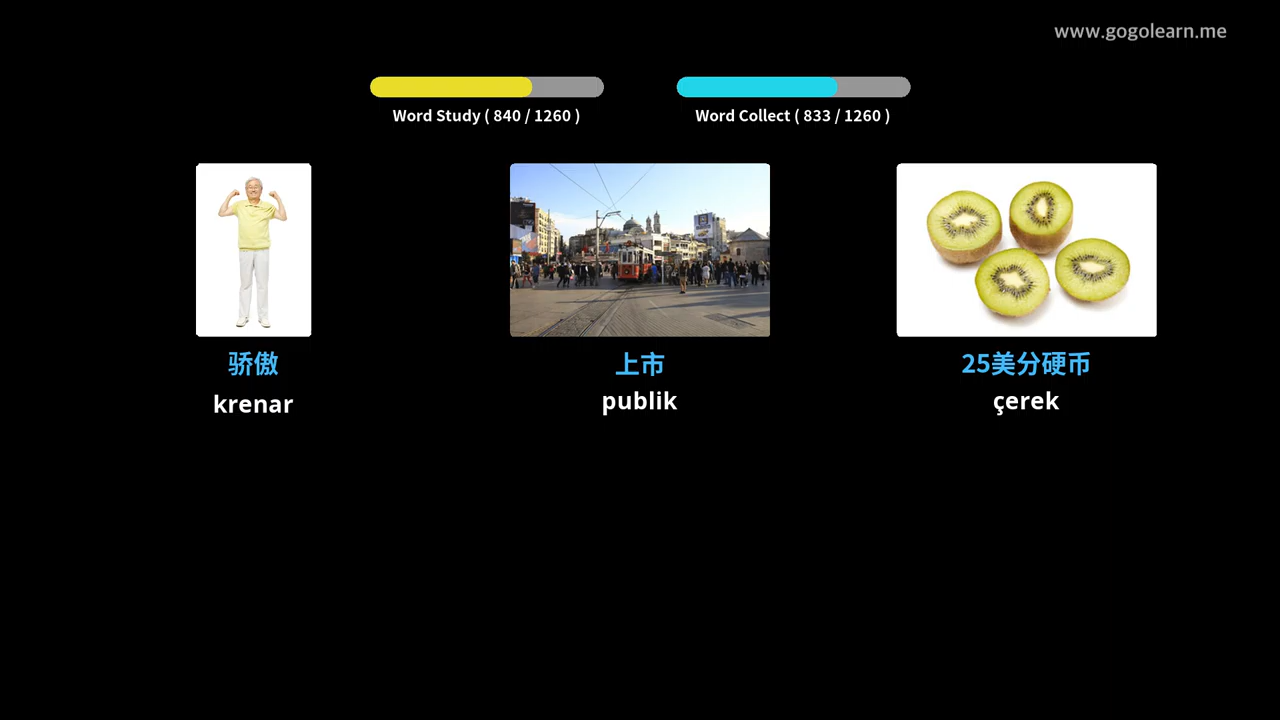 www.gogolearn.me
Word Study ( 840 / 1260 )
Word Collect ( 833 / 1260 )
骄傲
krenar
上市
publik
25美分硬币
çerek